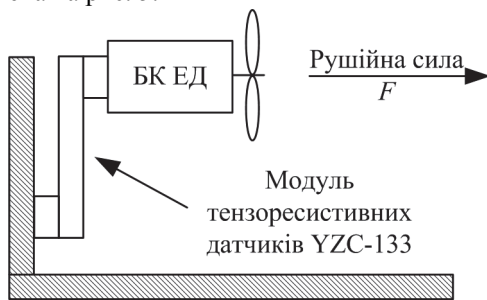 БК ЕД
Рушійна сила
F
Модуль
тензоресистивних
датчиків YZC-133